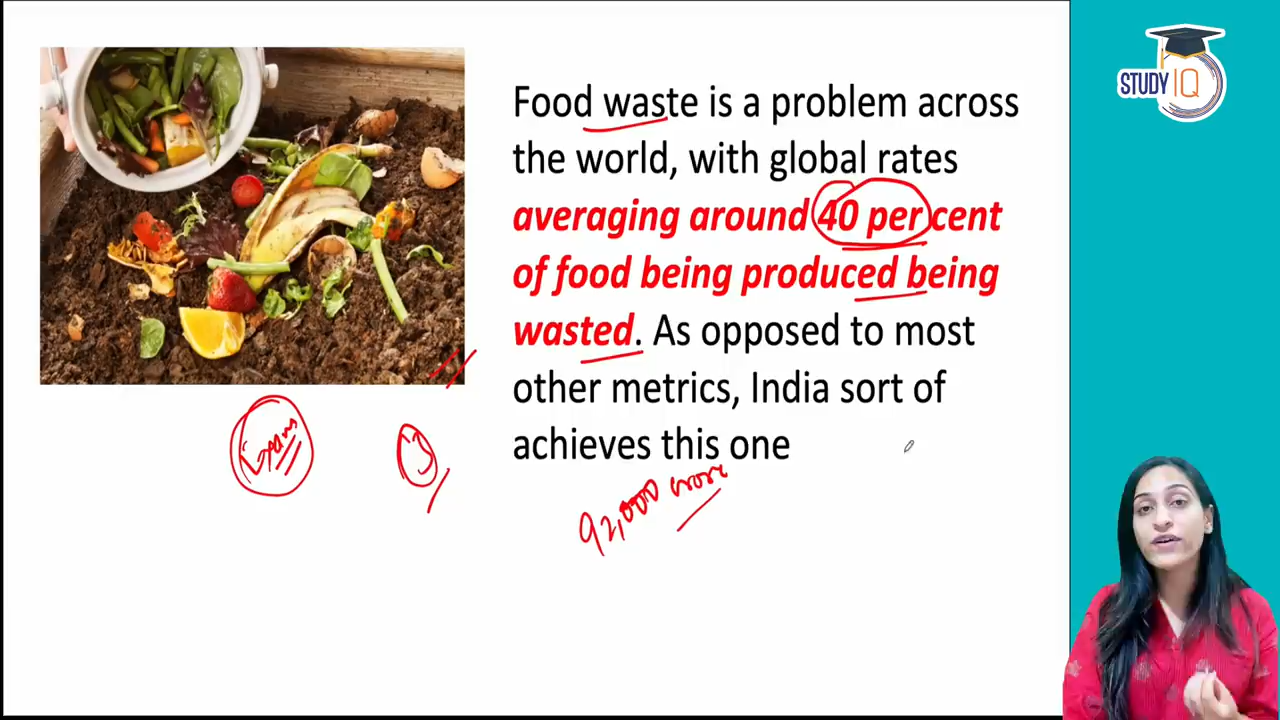 STUDY IQ
Food waste is a problem across
the world, with global rates
averaging around 40 per cent
of food being produced being
wasted. As opposed to most
other metrics, India sort of
achieves this one
92,000 crore